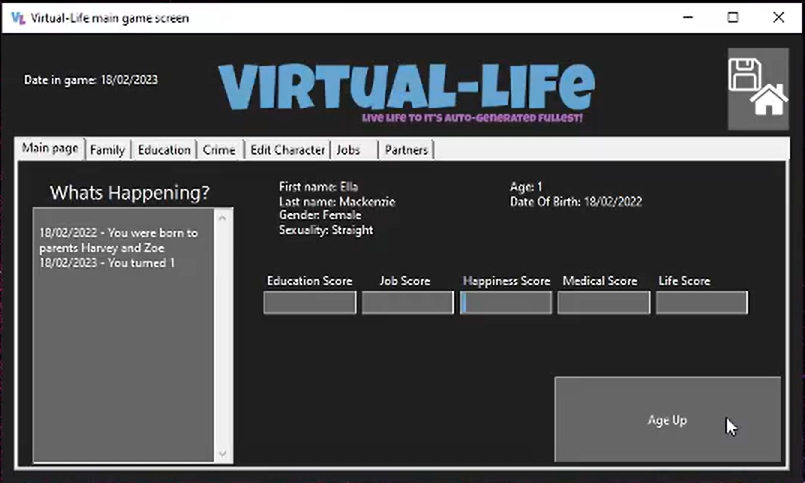 VL Virtual-Life main game screen
Date in game: 18/02/2023
VIRTUAL-LIFE
LIVE LIFE TO IT'S AUTO-GENERATED FULLEST!
Main page Family Education Crime Edit Character Jobs Partners
Whats Happening?
18/02/2022 - You were born to
parents Harvey and Zoe
18/02/2023 - You turned 1
First name: Ella
Last name: Mackenzie
Gender: Female
Sexuality: Straight
Age: 1
Date Of Birth: 18/02/2022
Education Score Job Score Happiness Score Medical Score Life Score
Age Up